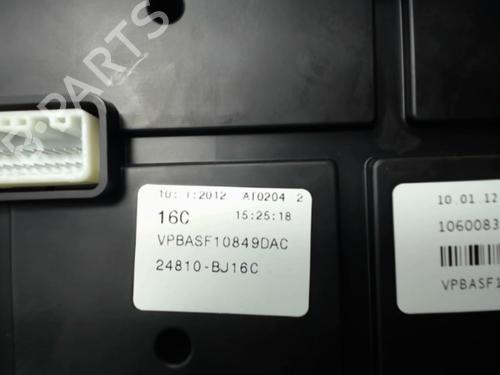 B-PARTS
10: 1:2012 AT0204 2
16C 15:25:18
VPBASF10849DAC
24810-BJ16C
10.01.12
1060083
VPBASF1